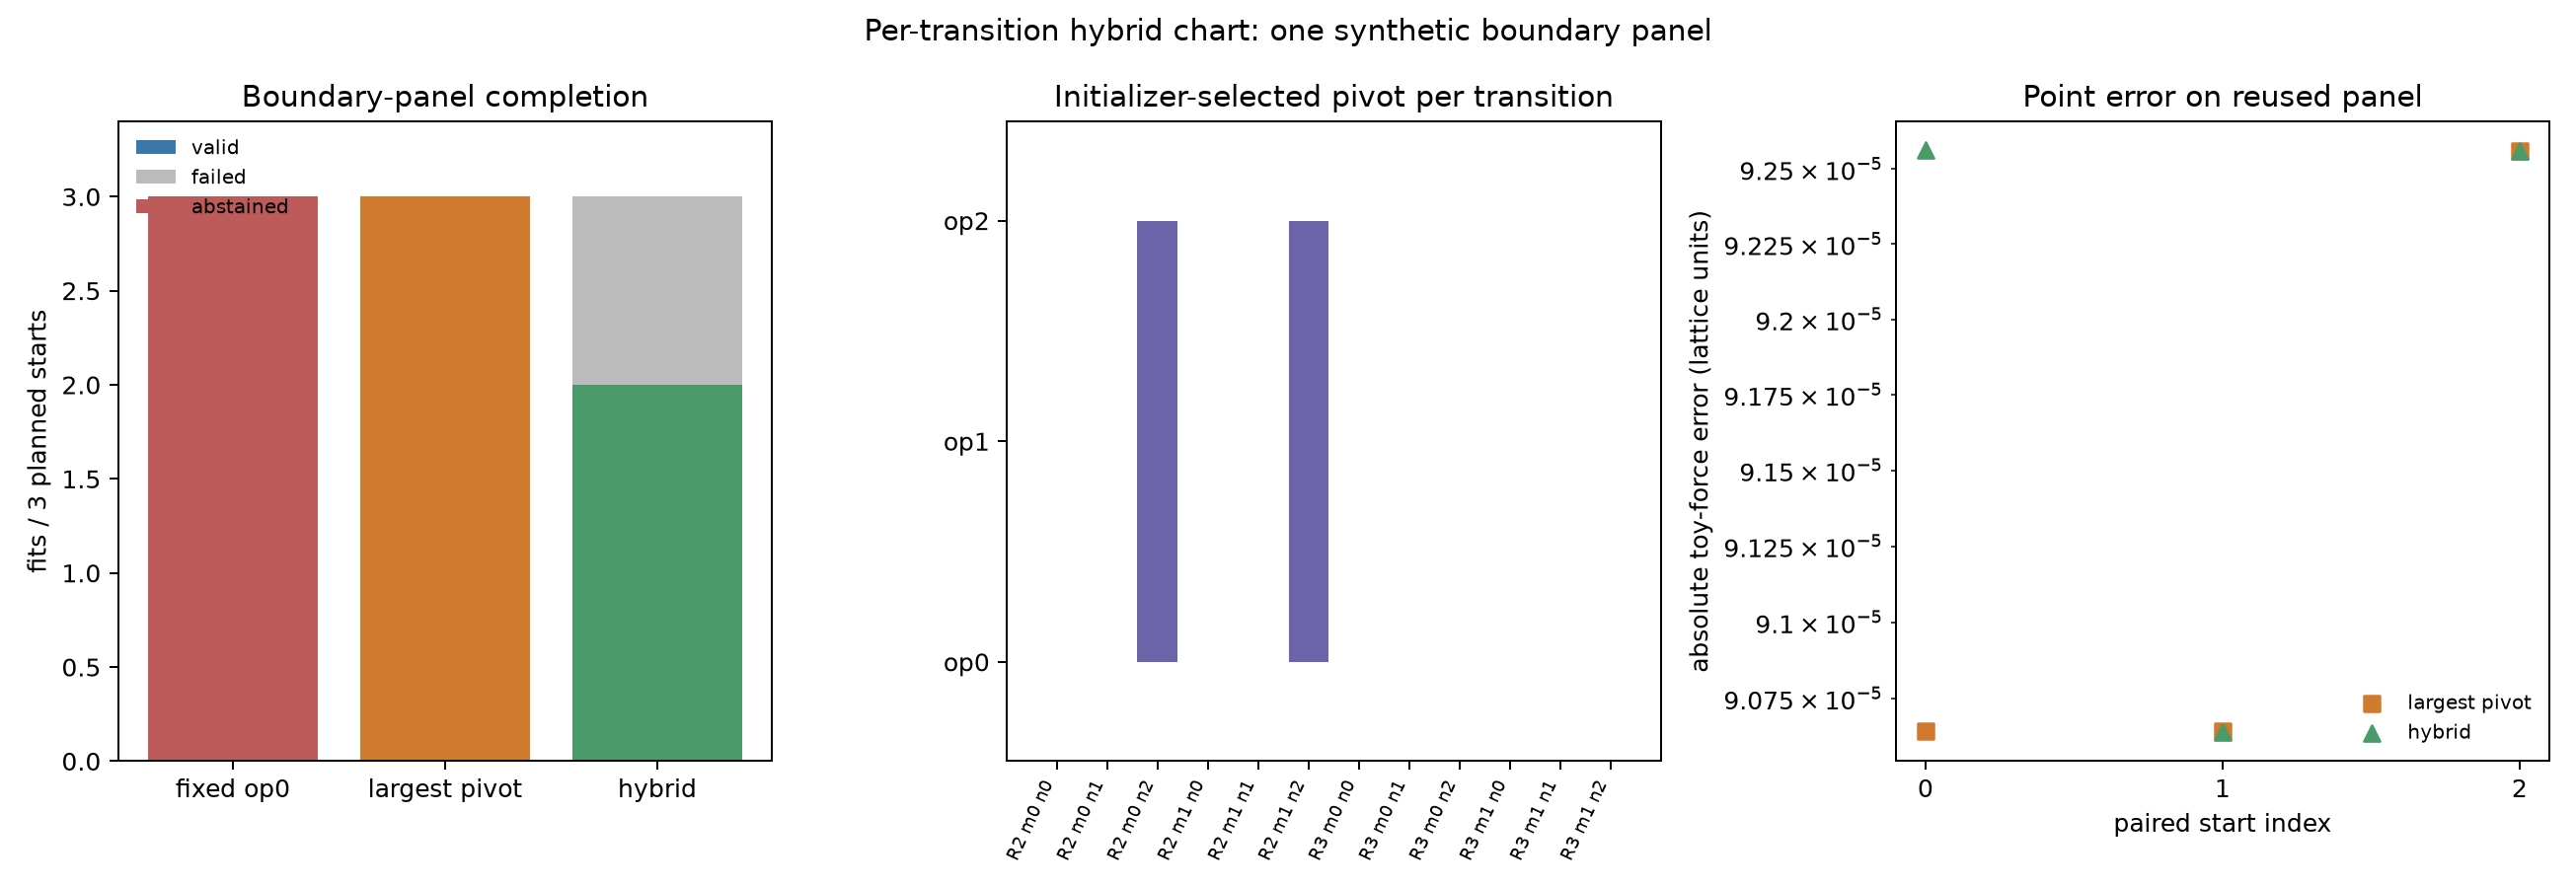 Per-transition hybrid chart: one synthetic boundary panel
Boundary-panel completion
valid
failed
abstained
fits / 3 planned starts
3.0
2.5
2.0
1.5
1.0
0.5
0.0
fixed op0
largest pivot
hybrid
Initializer-selected pivot per transition
op2
op1
op0
R2 m0 n0
R2 m0 n1
R2 m0 n2
R2 m1 n0
R2 m1 n1
R2 m1 n2
R3 m0 n0
R3 m0 n1
R3 m0 n2
R3 m1 n0
R3 m1 n1
R3 m1 n2
Point error on reused panel
absolute toy-force error (lattice units)
9.25 × 10⁻⁵
9.225 × 10⁻⁵
9.2 × 10⁻⁵
9.175 × 10⁻⁵
9.15 × 10⁻⁵
9.125 × 10⁻⁵
9.1 × 10⁻⁵
9.075 × 10⁻⁵
largest pivot
hybrid
0
1
2
paired start index